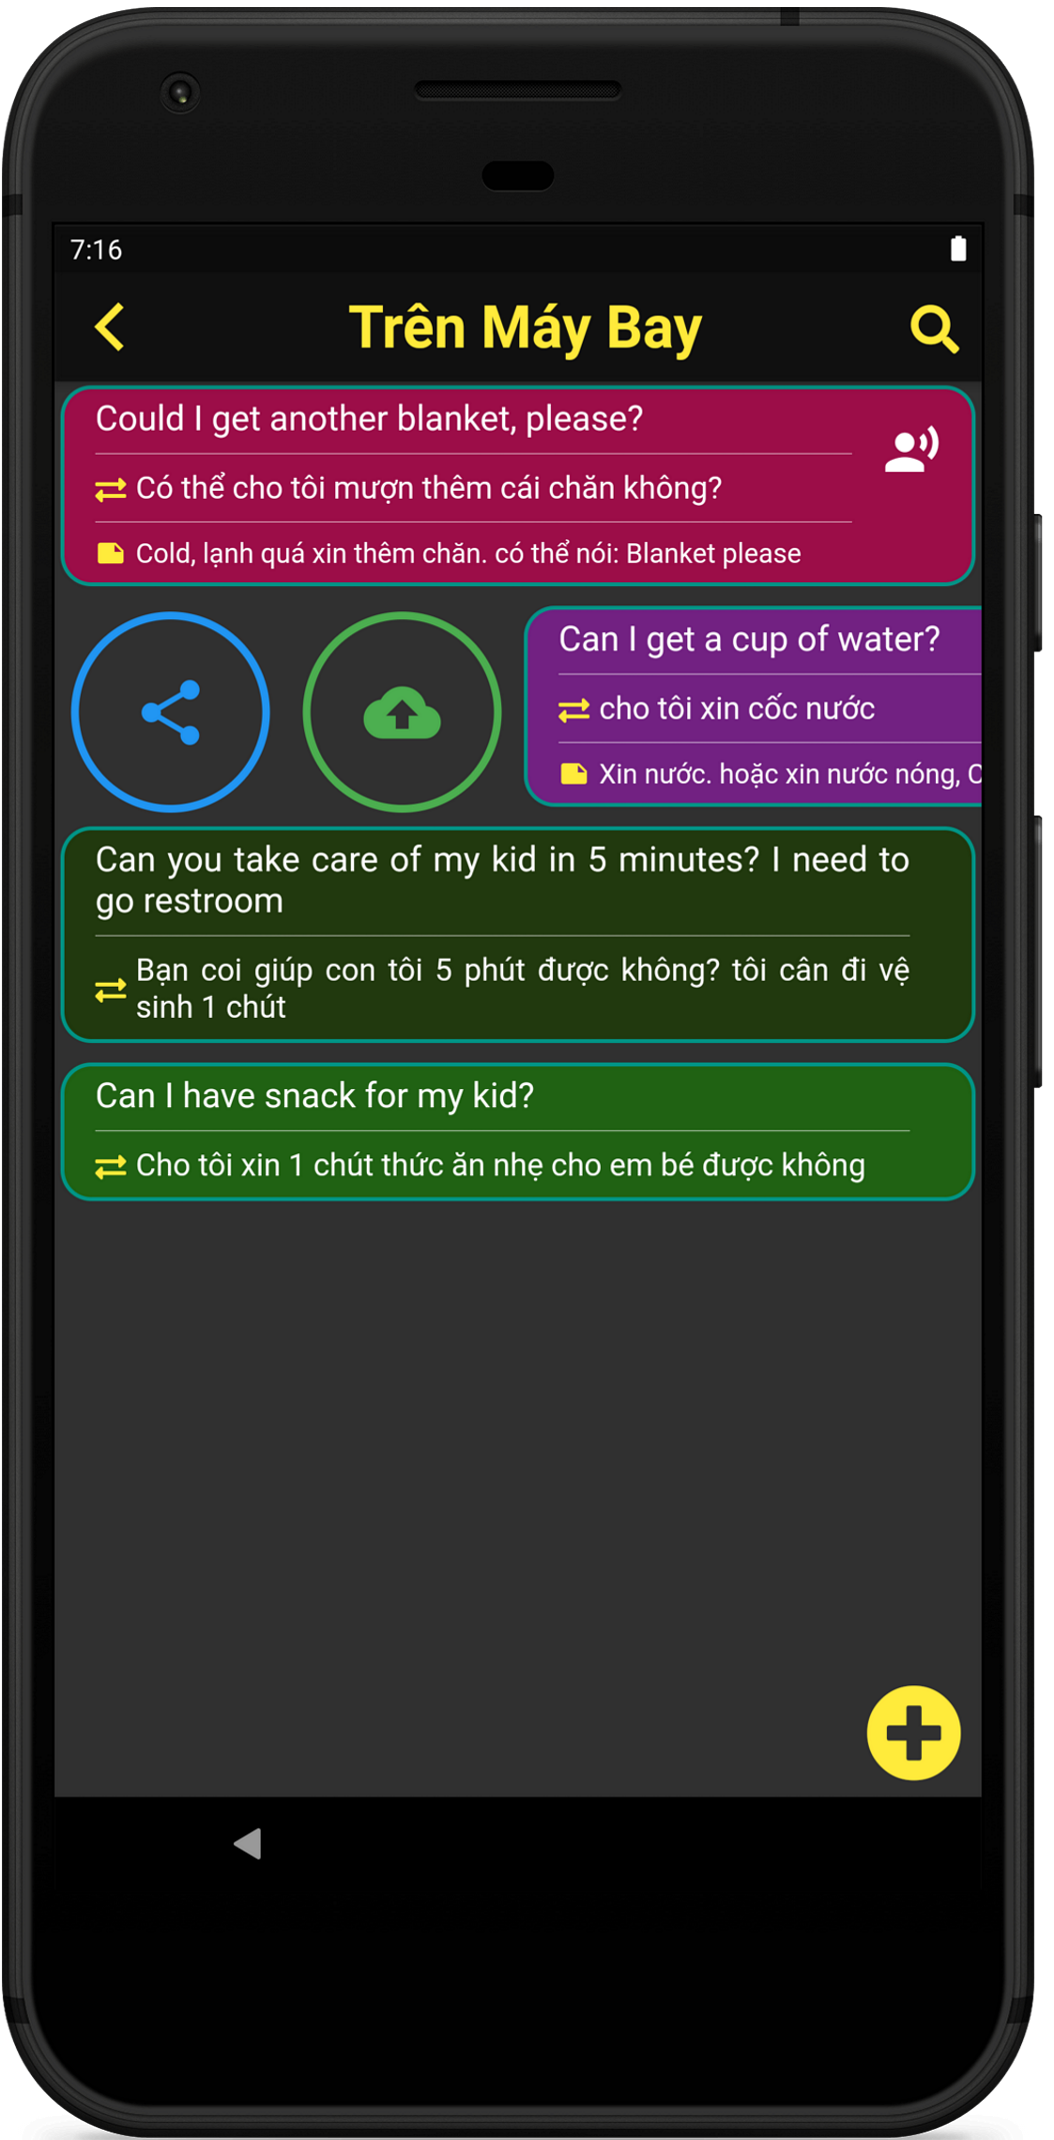 7:16
Trên Máy Bay
Could I get another blanket, please?
Có thể cho tôi mượn thêm cái chăn không?
Cold, lạnh quá xin thêm chăn. có thể nói: Blanket please
Can I get a cup of water?
cho tôi xin cốc nước
Xin nước. hoặc xin nước nóng, C
Can you take care of my kid in 5 minutes? I need to
go restroom
Bạn coi giúp con tôi 5 phút được không? tôi cân đi vệ
sinh 1 chút
Can I have snack for my kid?
Cho tôi xin 1 chút thức ăn nhẹ cho em bé được không